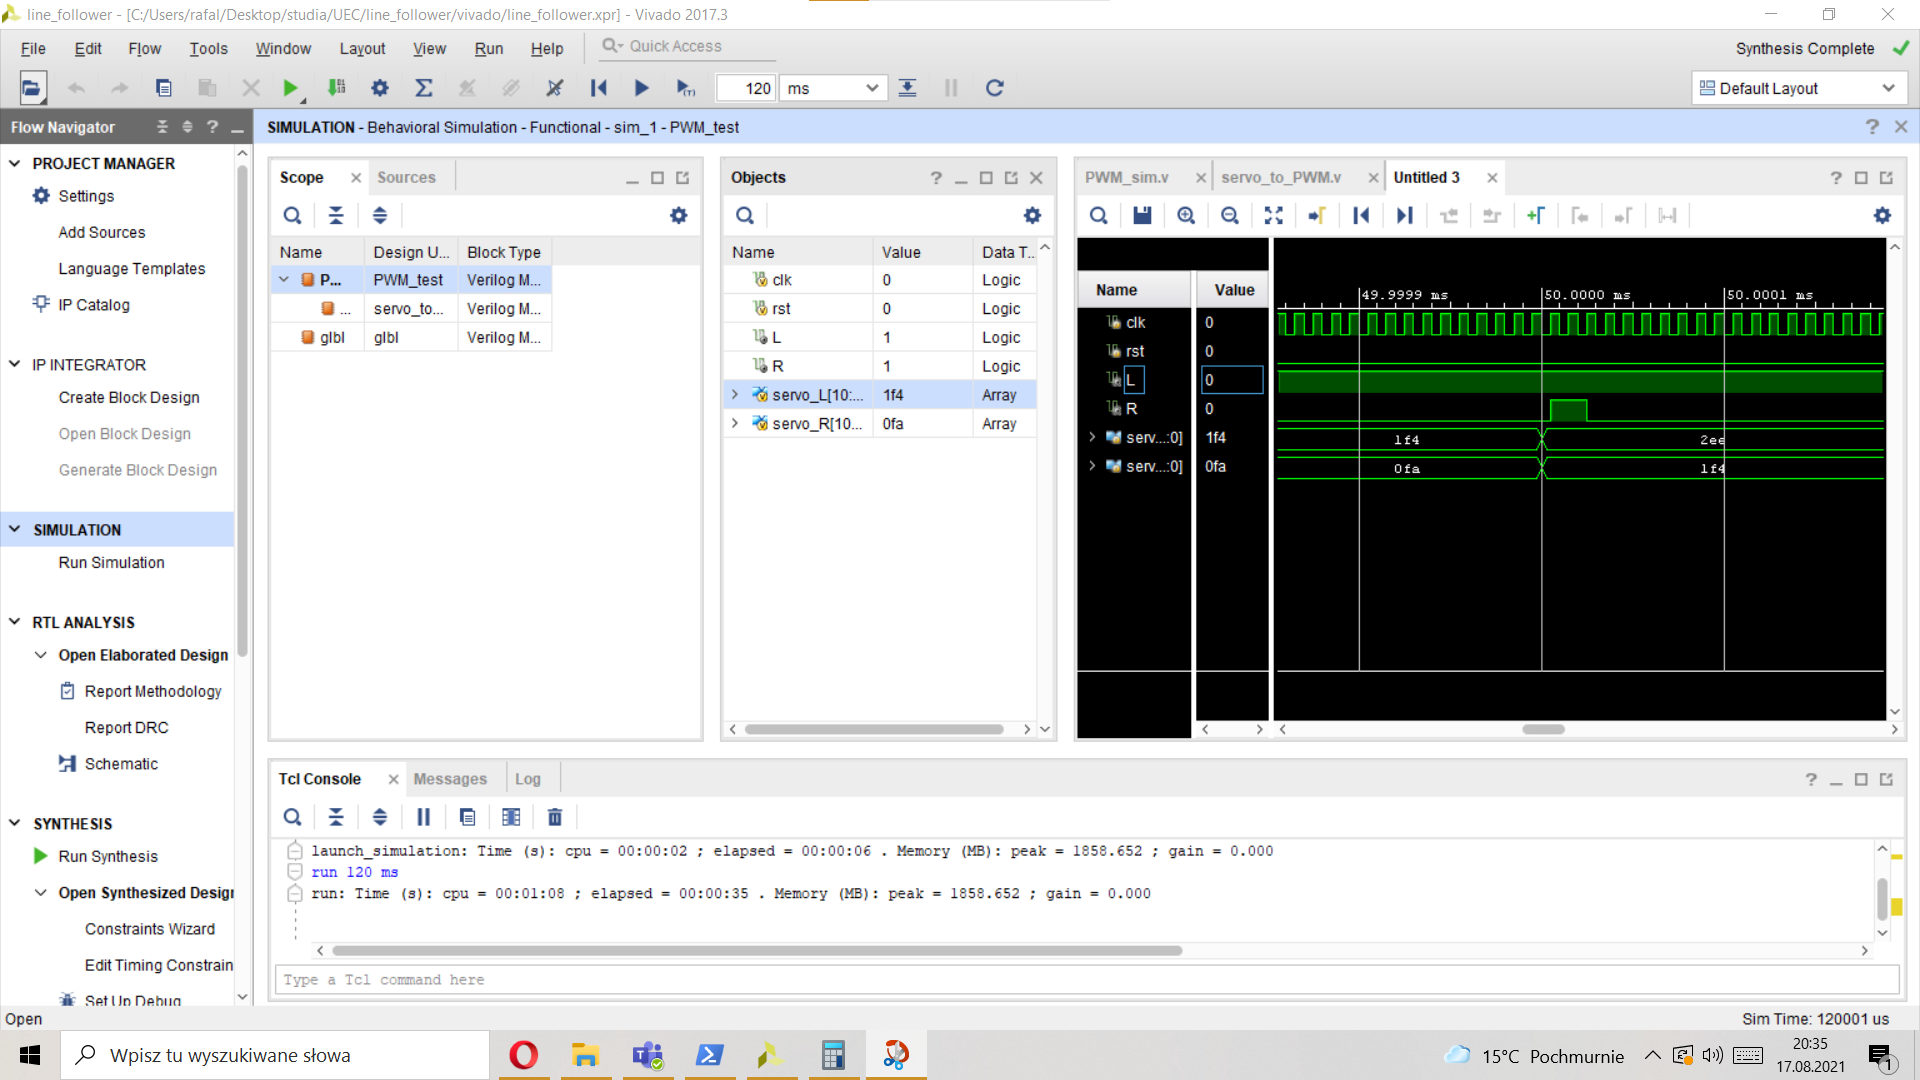 line_follower - [C:/Users/rafal/Desktop/studia/UEC/line_follower/vivado/line_follower.xpr] - Vivado 2017.3
File Edit Flow Tools Window Layout View Run Help Quick Access
Synthesis Complete
120 ms
Default Layout
Flow Navigator
SIMULATION - Behavioral Simulation - Functional - sim_1 - PWM_test
PROJECT MANAGER
Settings
Add Sources
Language Templates
IP Catalog
IP INTEGRATOR
Create Block Design
Open Block Design
Generate Block Design
SIMULATION
Run Simulation
RTL ANALYSIS
Open Elaborated Design
Report Methodology
Report DRC
Schematic
SYNTHESIS
Run Synthesis
Open Synthesized Design
Constraints Wizard
Edit Timing Constrain
Set Up Debug
Scope Sources
Name Design U... Block Type
P... PWM_test Verilog M...
... servo_to... Verilog M...
glbl glbl Verilog M...
Objects
Name Value Data T...
clk 0 Logic
rst 0 Logic
L 1 Logic
R 1 Logic
servo_L[10:... 1f4 Array
servo_R[10... 0fa Array
PWM_sim.v servo_to_PWM.v Untitled 3
Name Value
49.9999 ms 50.0000 ms 50.0001 ms
clk 0
rst 0
L 0
R 0
serv...:0] 1f4 1f4 2ee
serv...:0] 0fa 0fa 1f4
Tcl Console Messages Log
launch_simulation: Time (s): cpu = 00:00:02 ; elapsed = 00:00:06 . Memory (MB): peak = 1858.652 ; gain = 0.000
run 120 ms
run: Time (s): cpu = 00:01:08 ; elapsed = 00:00:35 . Memory (MB): peak = 1858.652 ; gain = 0.000
Type a Tcl command here
Open
Sim Time: 120001 us
Wpisz tu wyszukiwane słowa
15°C Pochmurnie
20:35
17.08.2021
1